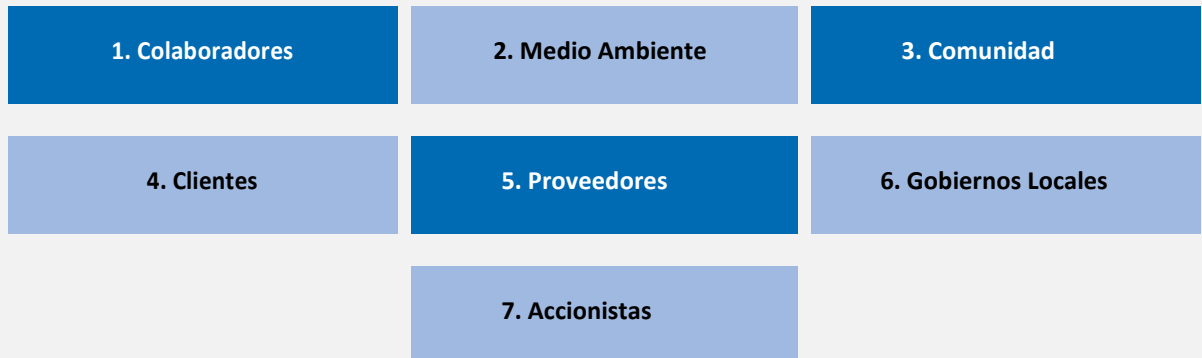 1. Colaboradores
2. Medio Ambiente
3. Comunidad
4. Clientes
5. Proveedores
6. Gobiernos Locales
7. Accionistas